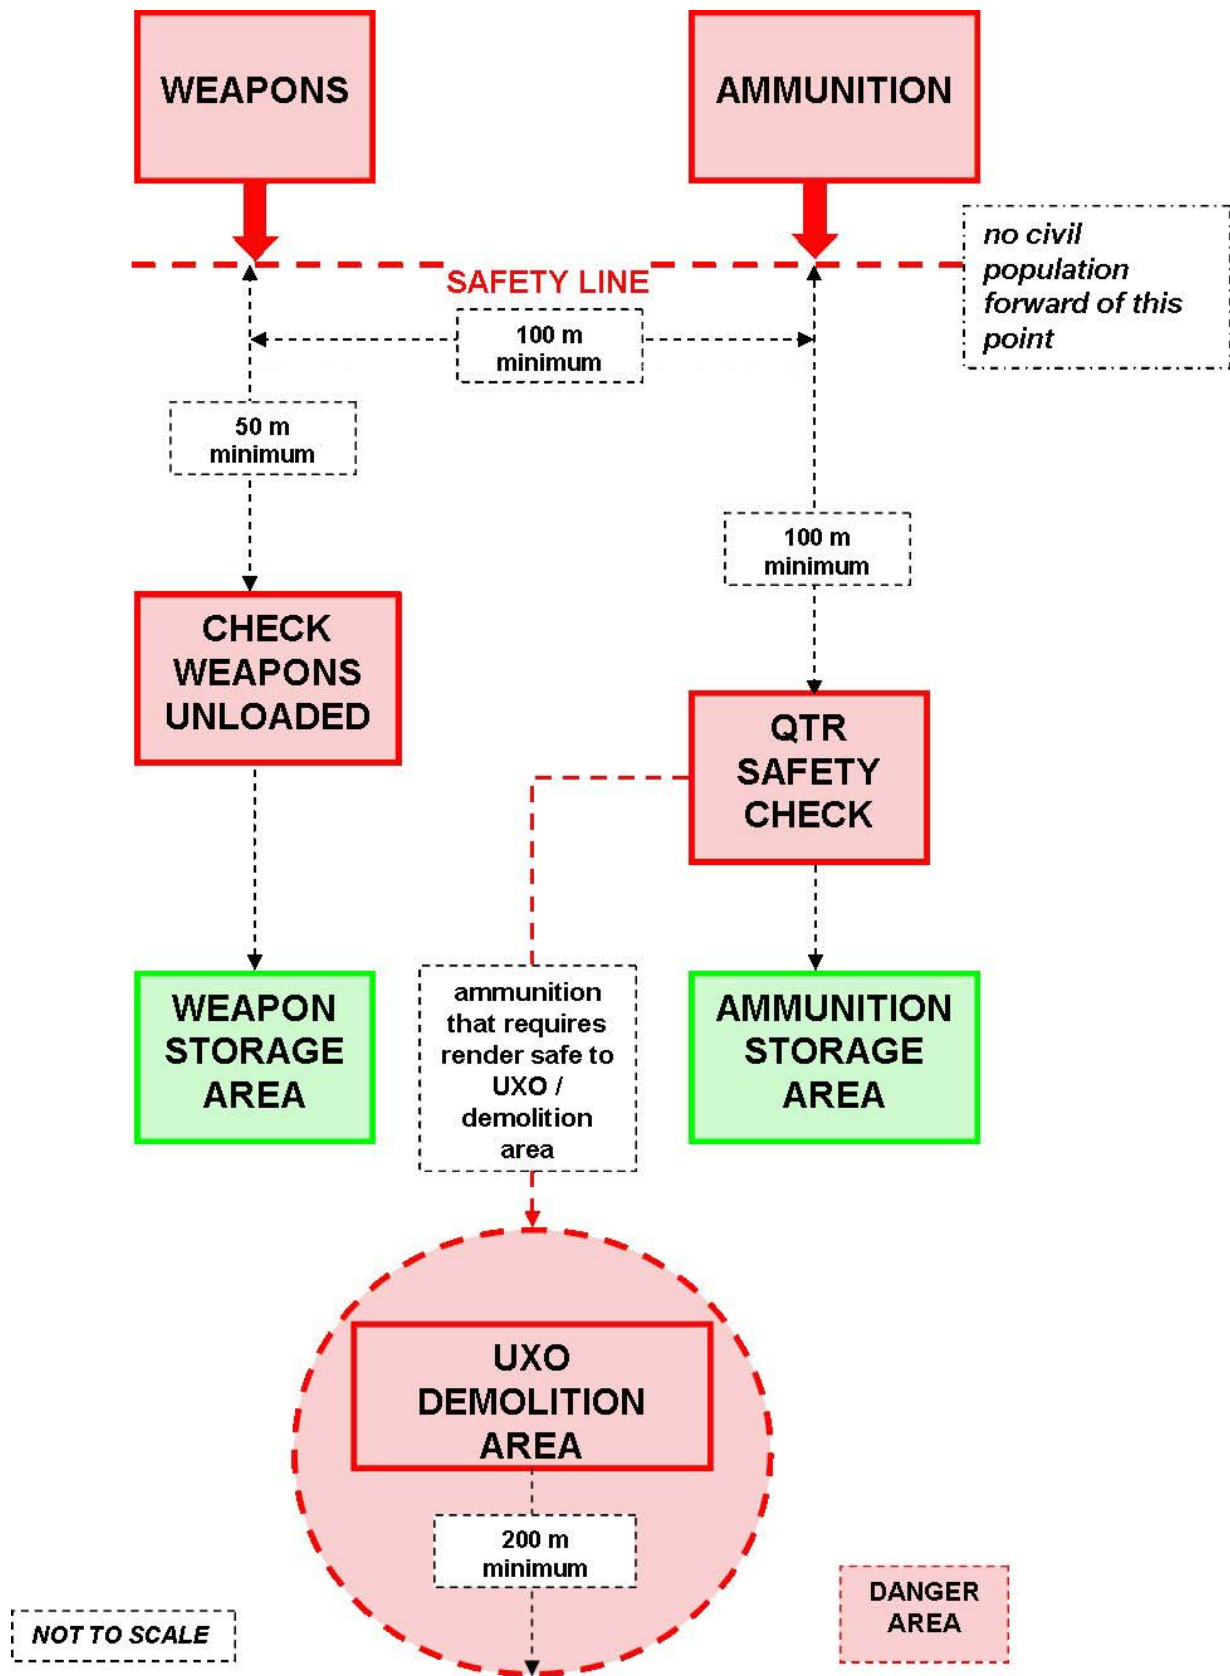 WEAPONS
AMMUNITION
no civil
population
forward of this
point
SAFETY LINE
100 m
minimum
50 m
minimum
100 m
minimum
CHECK
WEAPONS
UNLOADED
QTR
SAFETY
CHECK
WEAPON
STORAGE
AREA
ammunition
that requires
render safe to
UXO /
demolition
area
AMMUNITION
STORAGE
AREA
UXO
DEMOLITION
AREA
200 m
minimum
DANGER
AREA
NOT TO SCALE